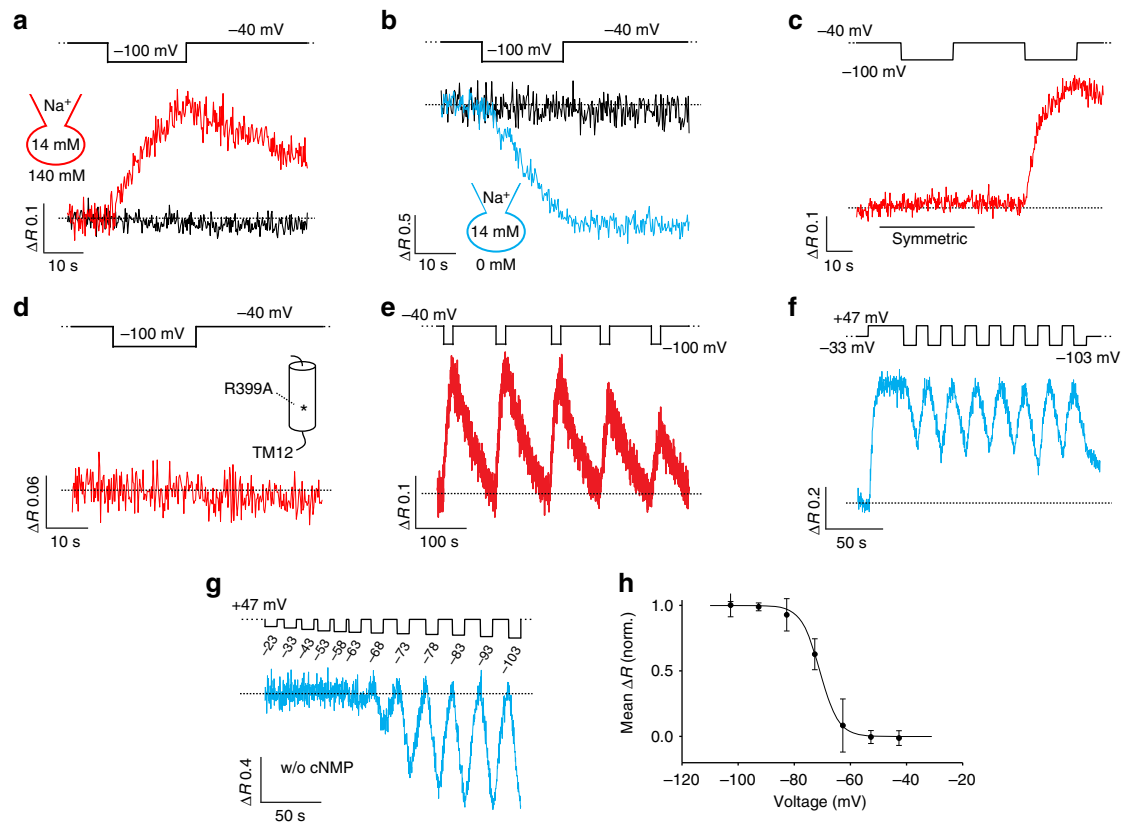 a
−40 mV
−100 mV
Na+
14 mM
140 mM
ΔR 0.1
10 s
b
−40 mV
−100 mV
Na+
14 mM
0 mM
ΔR 0.5
10 s
c
−40 mV
−100 mV
Symmetric
ΔR 0.1
10 s
d
−40 mV
−100 mV
R399A
*
TM12
ΔR 0.06
10 s
e
−40 mV
−100 mV
ΔR 0.1
100 s
f
+47 mV
−33 mV
−103 mV
ΔR 0.2
50 s
g
+47 mV
−23
−33
−43
−53
−58
−63
−68
−73
−78
−83
−93
−103
w/o cNMP
ΔR 0.4
50 s
h
Mean ΔR (norm.)
1.0
0.5
0.0
−120 −100 −80 −60 −40 −20
Voltage (mV)